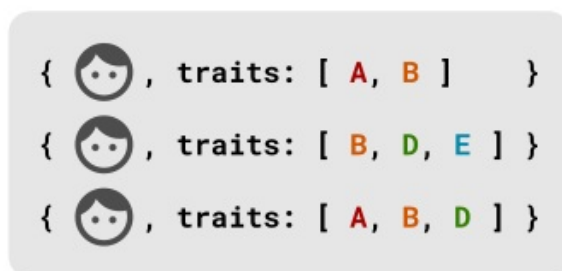 { , traits: [ A, B ] }
{ , traits: [ B, D, E ] }
{ , traits: [ A, B, D ] }